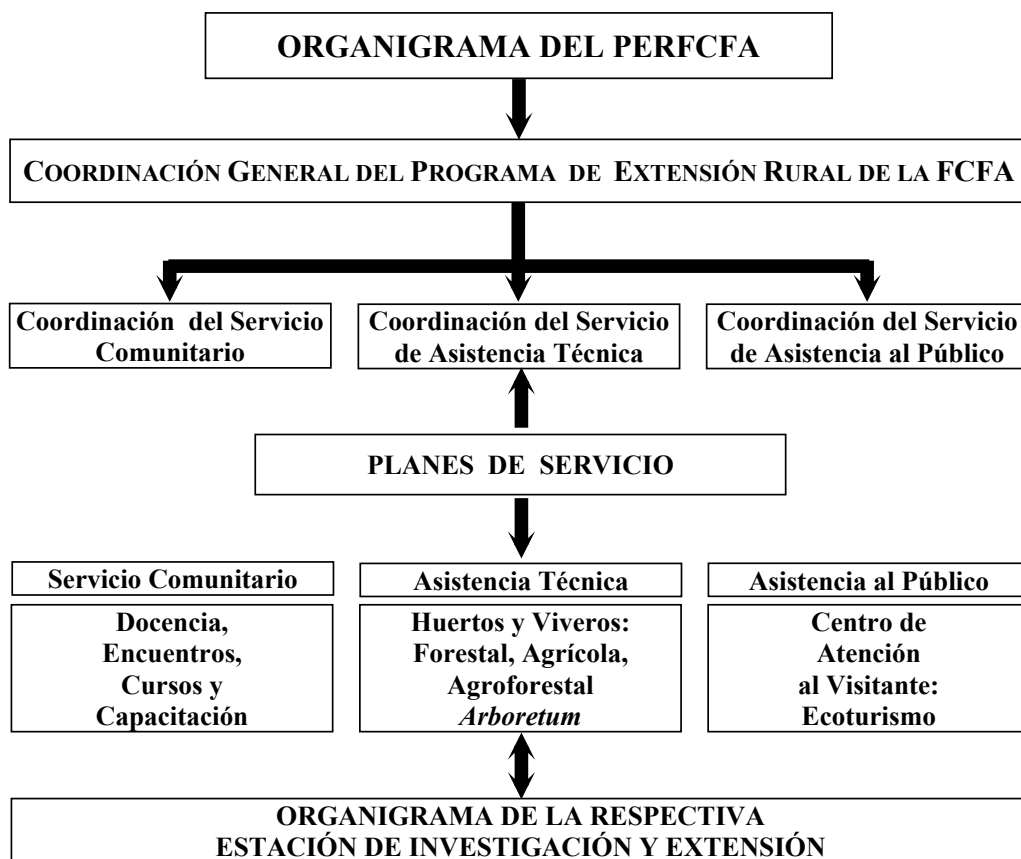 ORGANIGRAMA DEL PERFCFA
COORDINACIÓN GENERAL DEL PROGRAMA DE EXTENSIÓN RURAL DE LA FCFA
Coordinación del Servicio
Comunitario
Coordinación del Servicio
de Asistencia Técnica
Coordinación del Servicio
de Asistencia al Público
PLANES DE SERVICIO
Servicio Comunitario
Docencia,
Encuentros,
Cursos y
Capacitación
Asistencia Técnica
Huertos y Viveros:
Forestal, Agrícola,
Agroforestal
Arboretum
Asistencia al Público
Centro de
Atención
al Visitante:
Ecoturismo
ORGANIGRAMA DE LA RESPECTIVA
ESTACIÓN DE INVESTIGACIÓN Y EXTENSIÓN